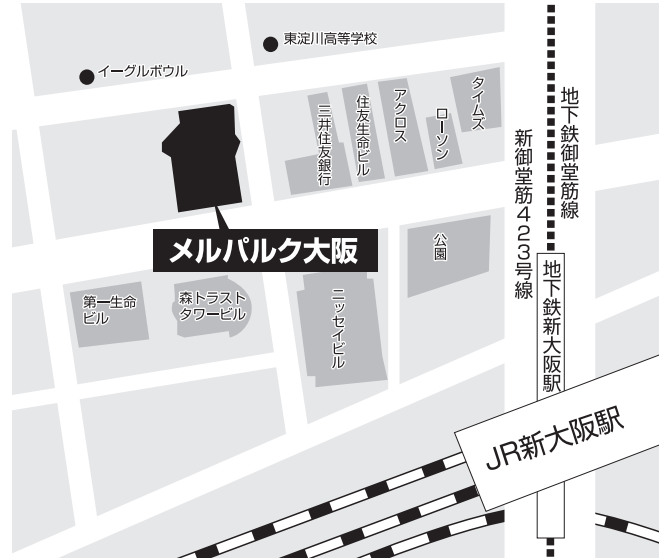 東淀川高等学校
イーグルボウル
三井住友銀行
住友生命ビル
アクロス
ローソン
タイムズ
地下鉄御堂筋線
新御堂筋423号線
メルパルク大阪
公園
地下鉄新大阪駅
第一生命
ビル
森トラスト
タワービル
ニッセイビル
JR新大阪駅